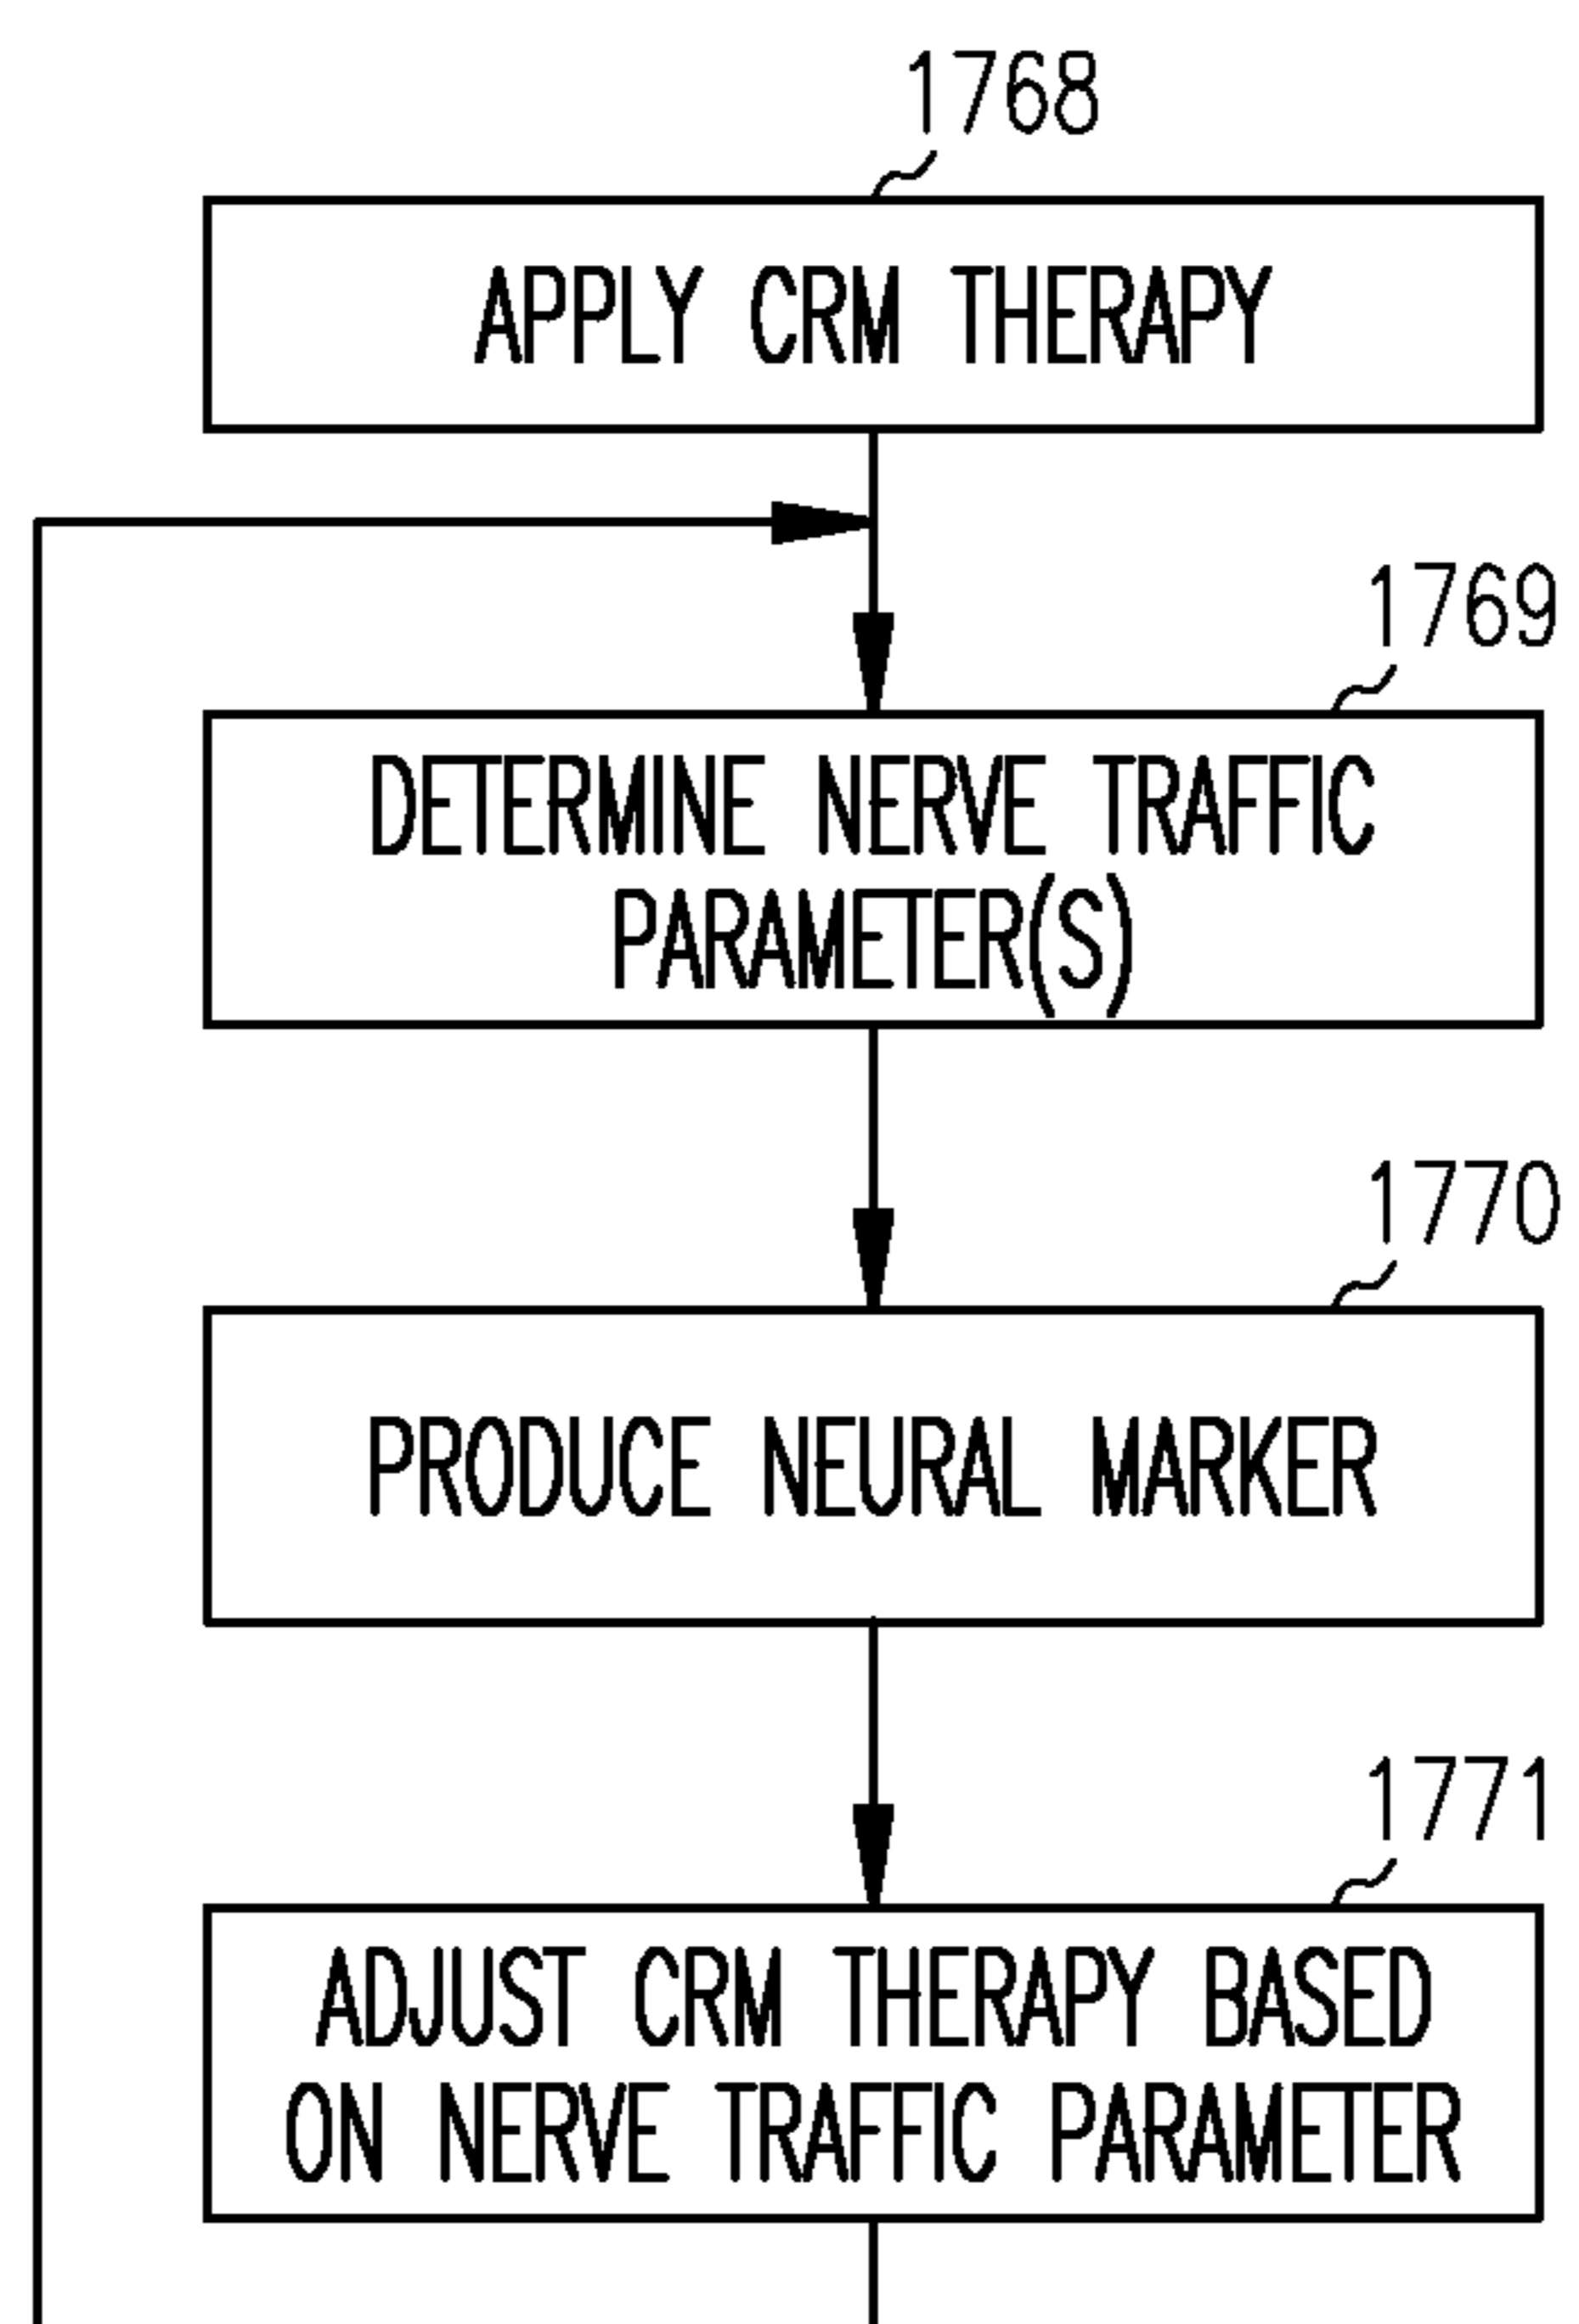 1768
APPLY CRM THERAPY
1769
DETERMINE NERVE TRAFFIC
PARAMETER(S)
1770
PRODUCE NEURAL MARKER
1771
ADJUST CRM THERAPY BASED
ON NERVE TRAFFIC PARAMETER